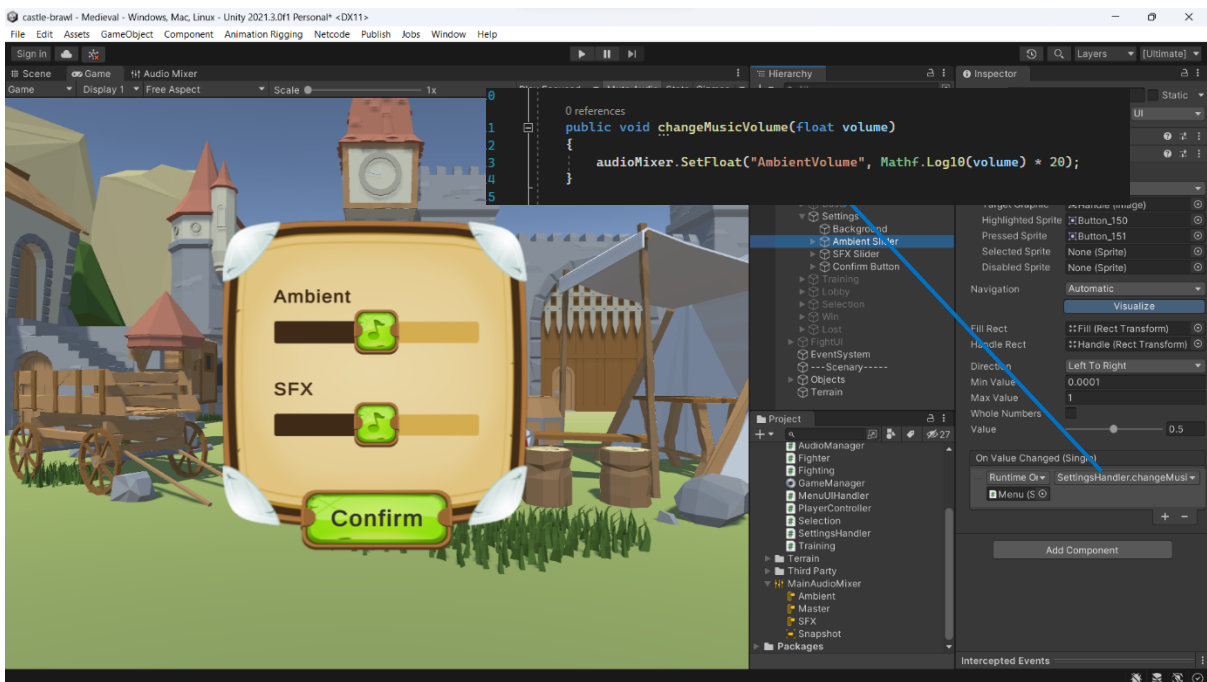 castle-brawl - Medieval - Windows, Mac, Linux - Unity 2021.3.0f1 Personal* <DX11>
File Edit Assets GameObject Component Animation Rigging Netcode Publish Jobs Window Help
Sign in
Layers
[Ultimate]
Scene
Game
Audio Mixer
Game
Display 1
Free Aspect
Scale
1x
0 references
public void changeMusicVolume(float volume)
{
audioMixer.SetFloat("AmbientVolume", Mathf.Log10(volume) * 20);
}
Ambient
SFX
Confirm
Hierarchy
Settings
Background
Ambient Slider
SFX Slider
Confirm Button
Training
Lobby
Selection
Win
Lost
FightUI
EventSystem
---Scenary-----
Objects
Terrain
Project
27
AudioManager
Fighter
Fighting
GameManager
MenuUIHandler
PlayerController
Selection
SettingsHandler
Training
Terrain
Third Party
MainAudioMixer
Ambient
Master
SFX
Snapshot
Packages
Inspector
Static
UI
Highlighted Sprite Button_150
Pressed Sprite Button_151
Selected Sprite None (Sprite)
Disabled Sprite None (Sprite)
Navigation Automatic
Visualize
Fill Rect Fill (Rect Transform)
Handle Rect Handle (Rect Transform)
Direction Left To Right
Min Value 0.0001
Max Value 1
Whole Numbers
Value 0.5
On Value Changed (Single)
Runtime Or SettingsHandler.changeMusi
Menu (S
+ -
Add Component
Intercepted Events